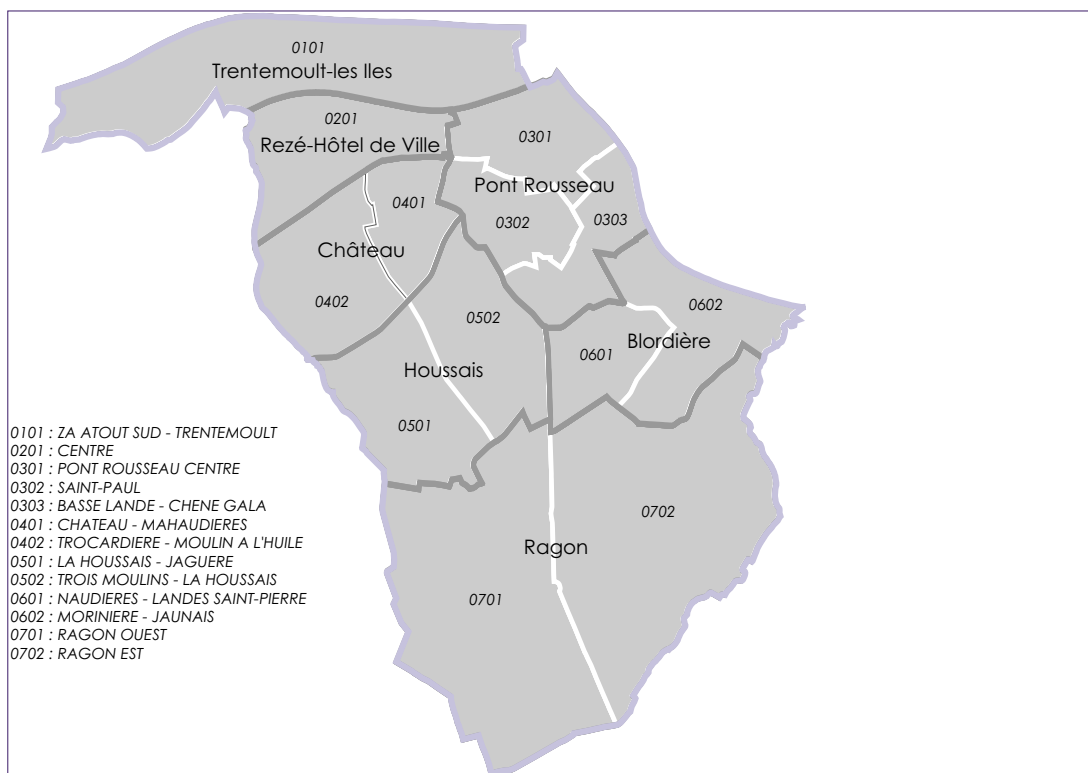 0101
Trentemoult-les Iles
0201
Rezé-Hôtel de Ville
0301
Pont Rousseau
0401
0302
0303
Château
0402
0502
0602
Blordière
0601
Houssais
0501
0101 : ZA ATOUT SUD - TRENTEMOULT
0201 : CENTRE
0301 : PONT ROUSSEAU CENTRE
0302 : SAINT-PAUL
0303 : BASSE LANDE - CHENE GALA
0401 : CHATEAU - MAHAUDIERES
0402 : TROCARDIERE - MOULIN A L'HUILE
0501 : LA HOUSSAIS - JAGUERE
0502 : TROIS MOULINS - LA HOUSSAIS
0601 : NAUDIERES - LANDES SAINT-PIERRE
0602 : MORINIERE - JAUNAIS
0701 : RAGON OUEST
0702 : RAGON EST
0702
Ragon
0701